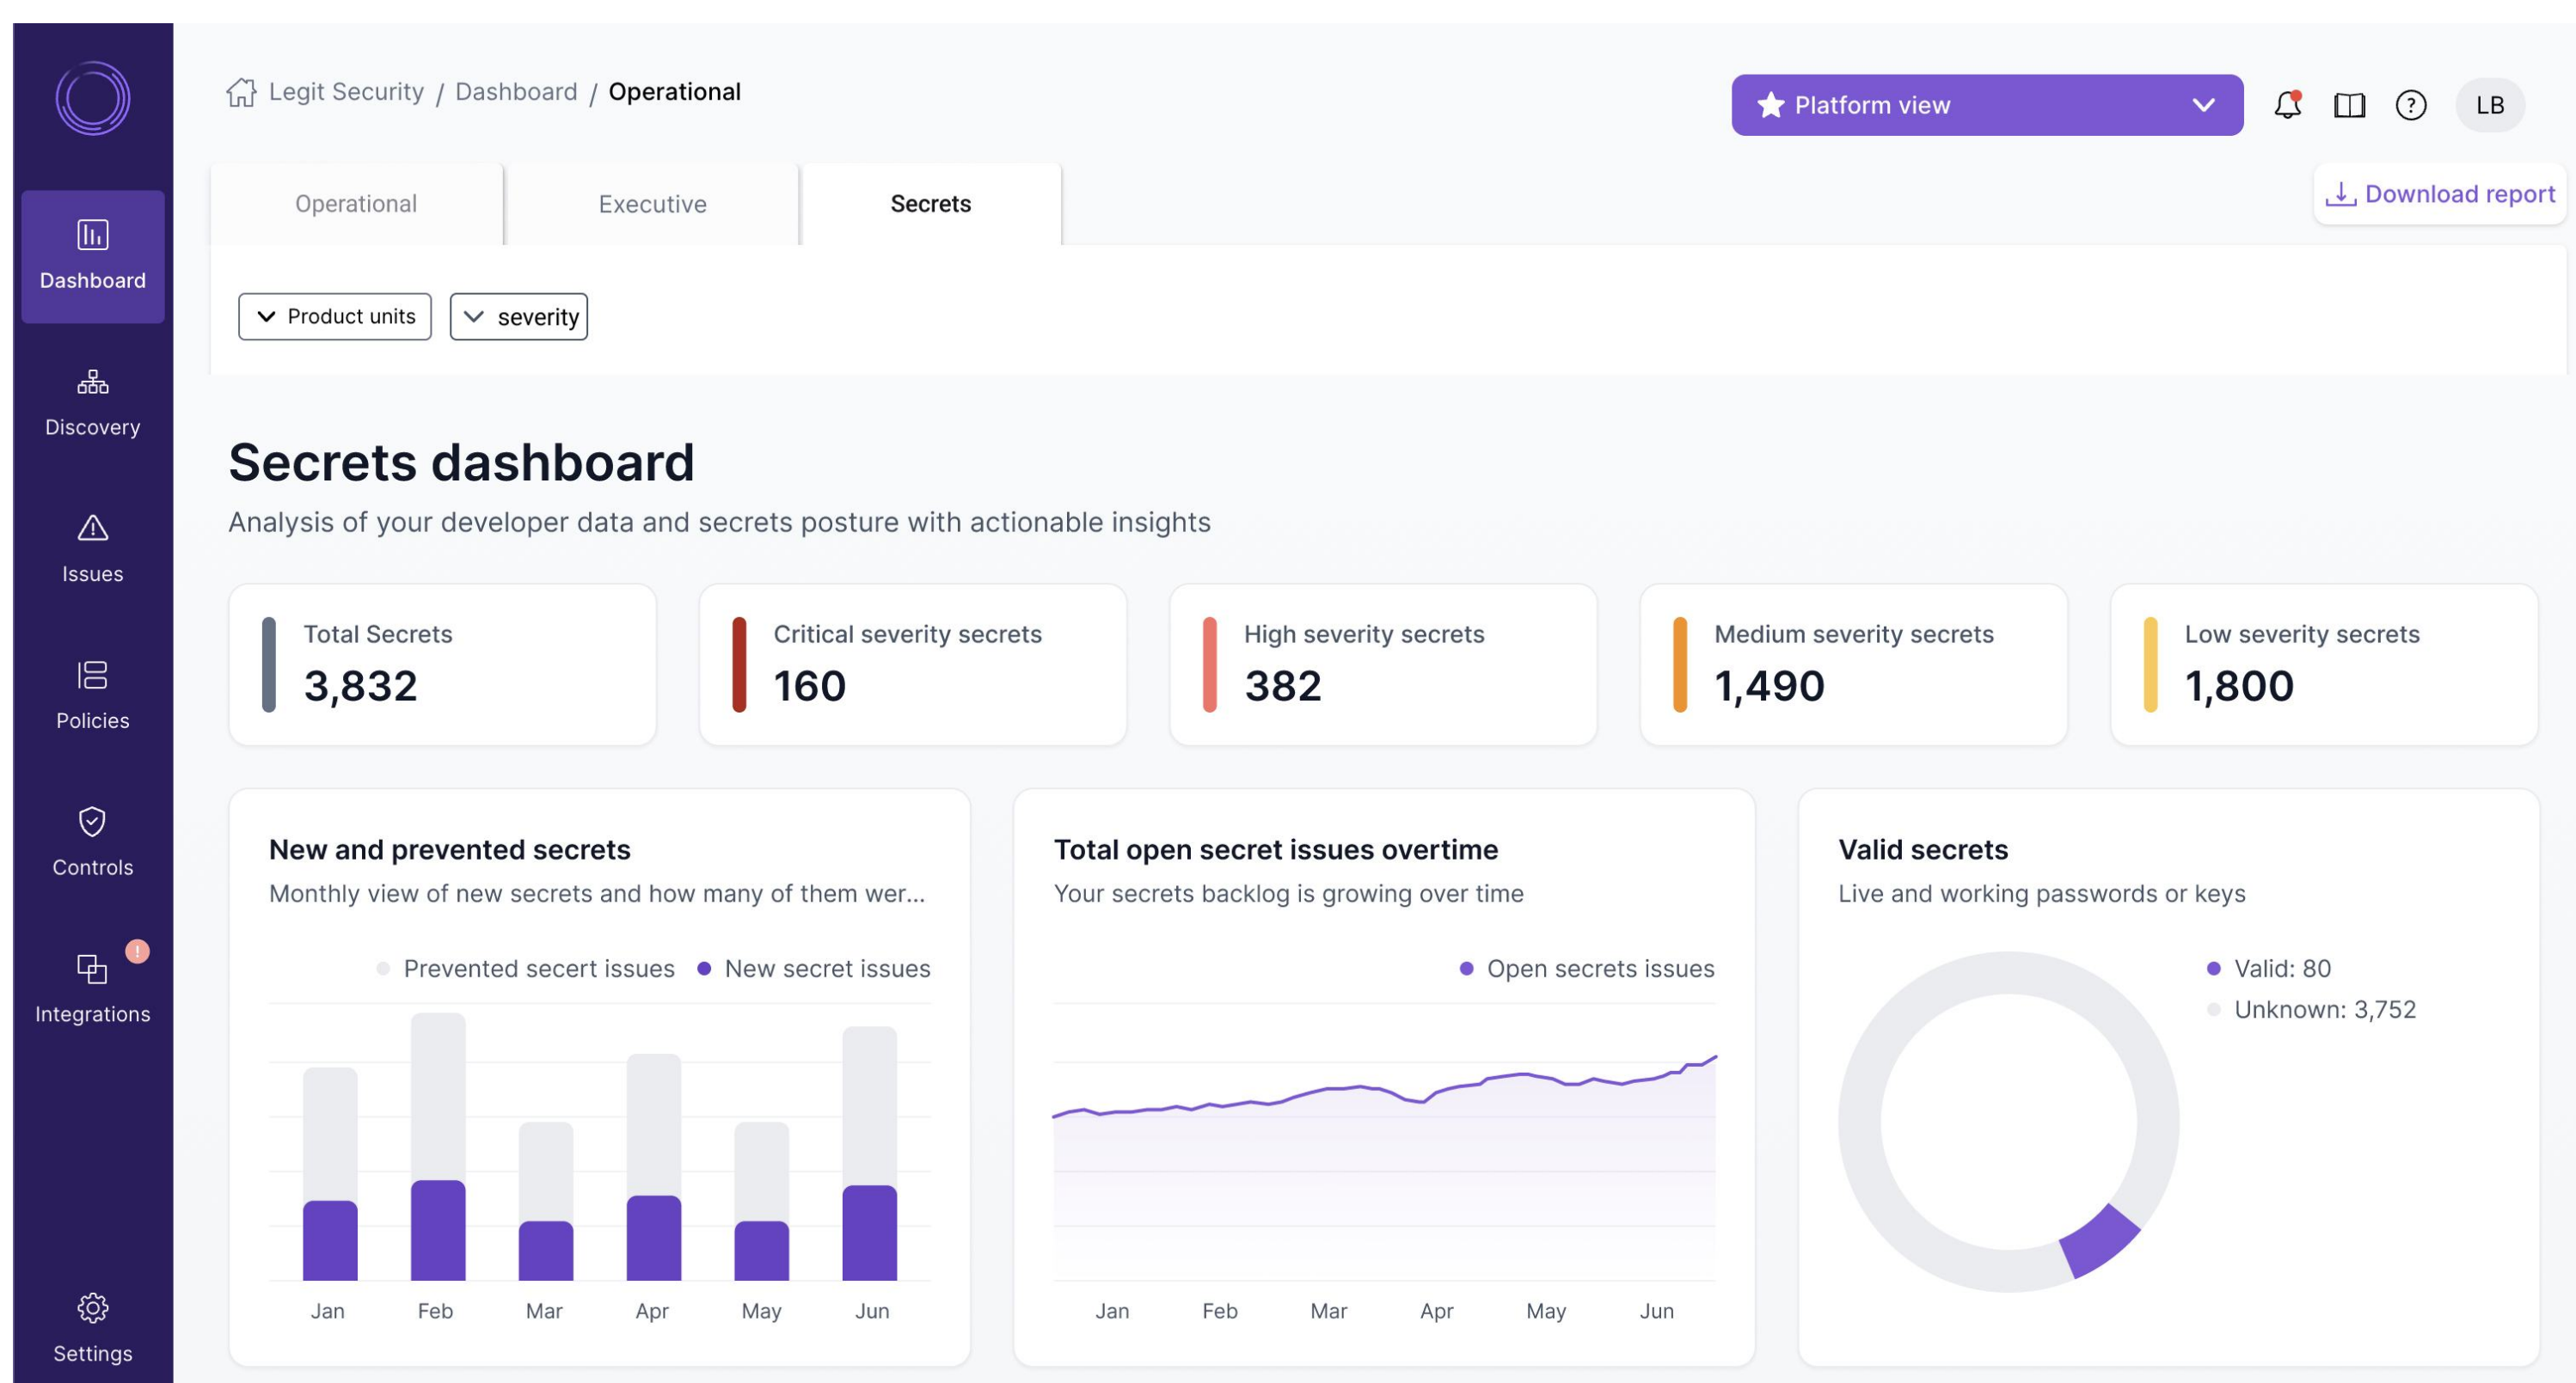 Legit Security / Dashboard / Operational
Platform view
LB
Operational
Executive
Secrets
Download report
Dashboard
Discovery
Issues
Policies
Controls
Integrations
Settings
Product units
severity
Secrets dashboard
Analysis of your developer data and secrets posture with actionable insights
Total Secrets
3,832
Critical severity secrets
160
High severity secrets
382
Medium severity secrets
1,490
Low severity secrets
1,800
New and prevented secrets
Monthly view of new secrets and how many of them wer...
Prevented secert issues
New secret issues
Jan Feb Mar Apr May Jun
Total open secret issues overtime
Your secrets backlog is growing over time
Open secrets issues
Jan Feb Mar Apr May Jun
Valid secrets
Live and working passwords or keys
Valid: 80
Unknown: 3,752